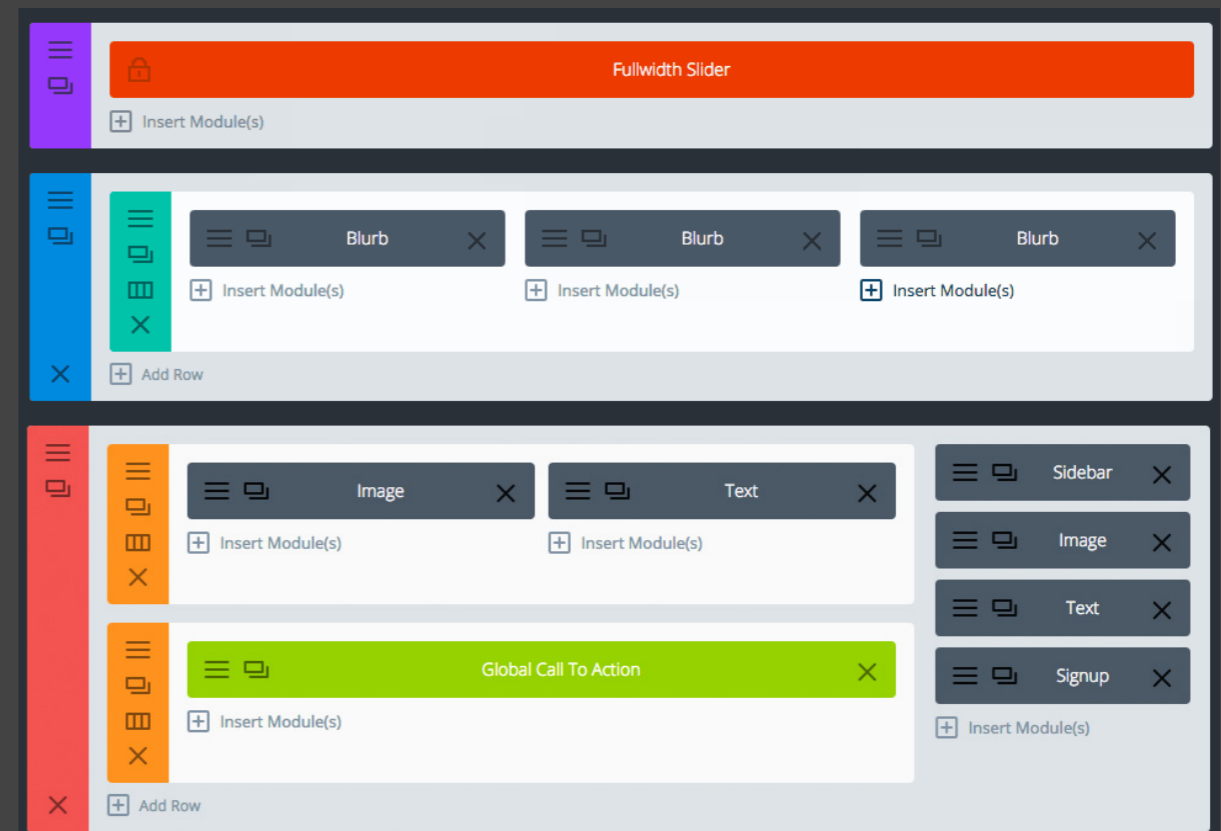 Fullwidth Slider
Insert Module(s)
Blurb
Blurb
Blurb
Insert Module(s)
Insert Module(s)
Insert Module(s)
Add Row
Image
Text
Insert Module(s)
Insert Module(s)
Global Call To Action
Insert Module(s)
Add Row
Sidebar
Image
Text
Signup
Insert Module(s)